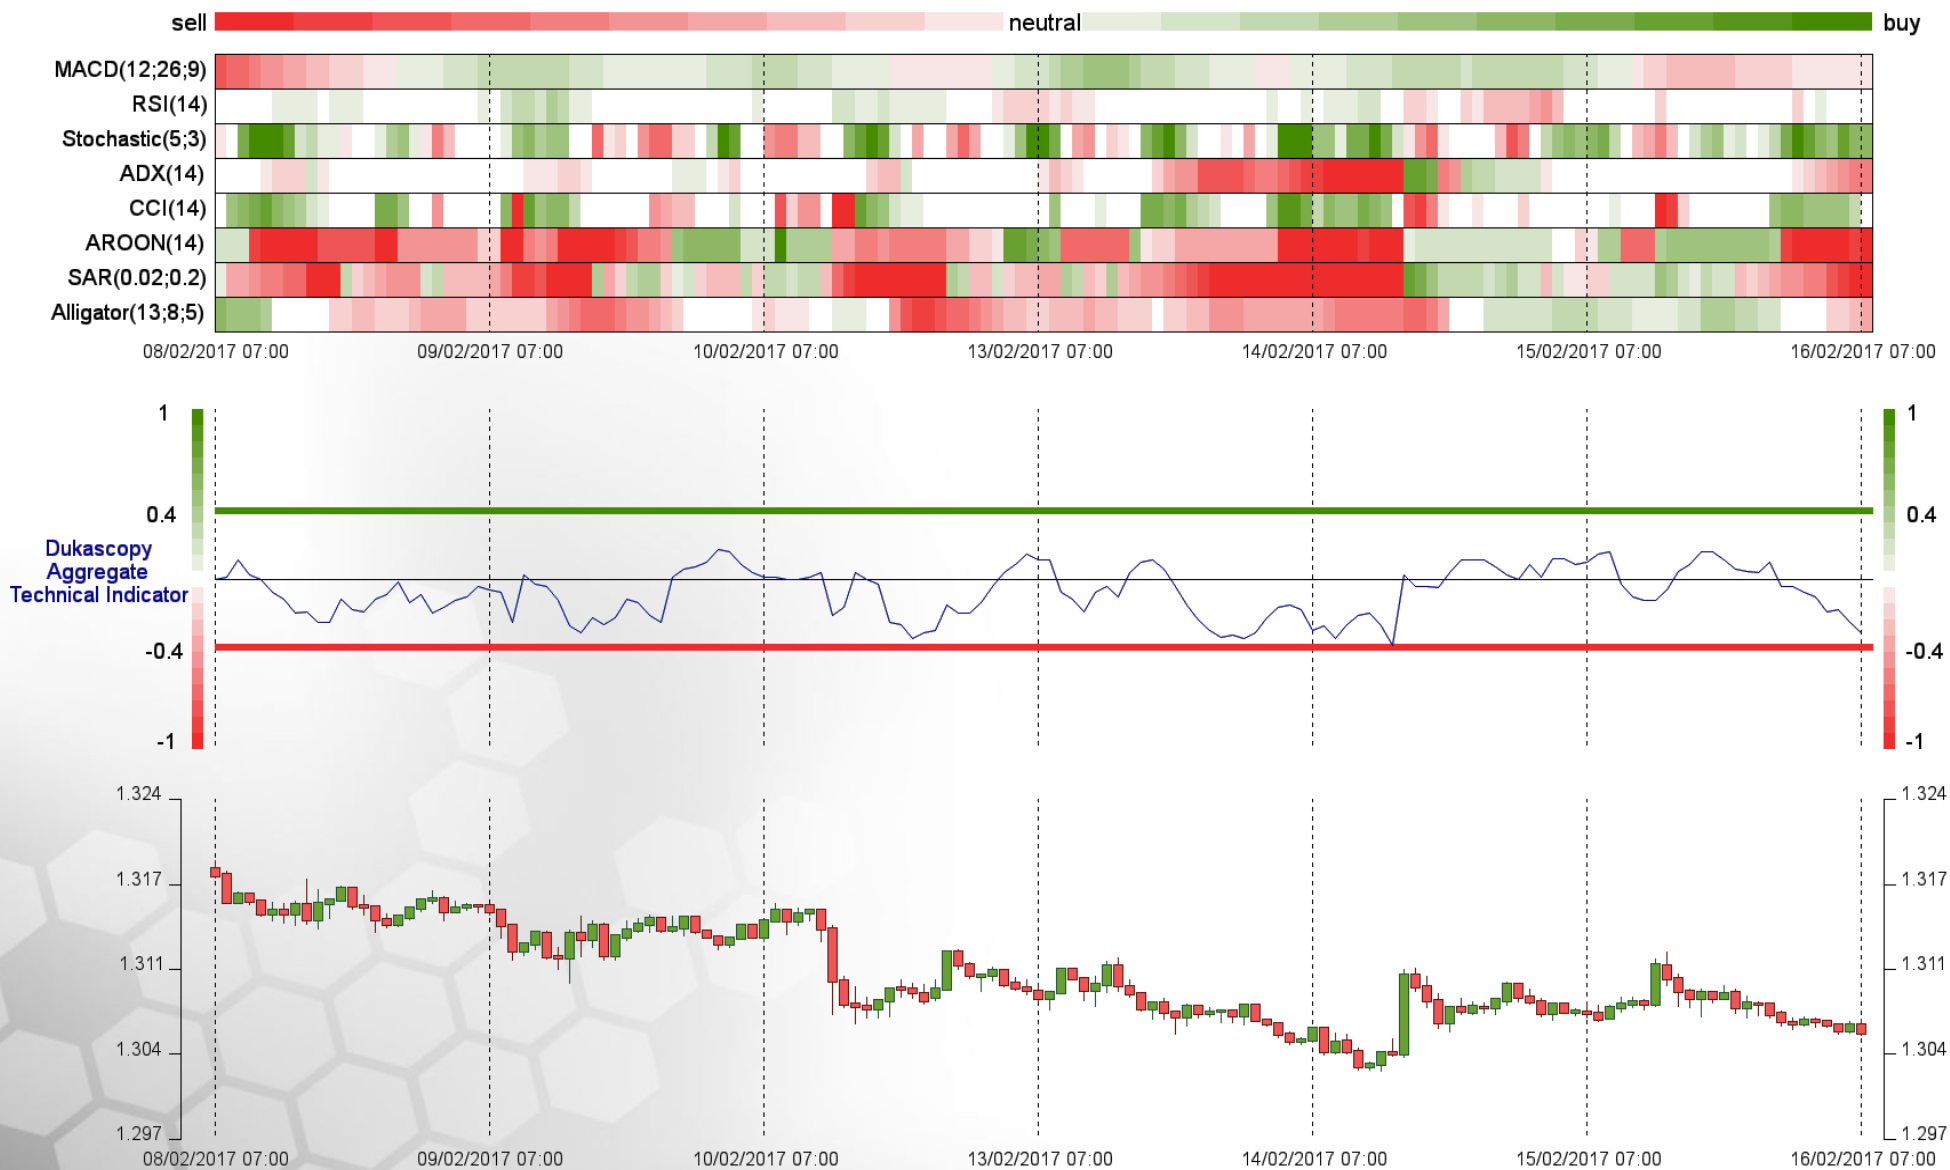 sell neutral buy
MACD(12;26;9)
RSI(14)
Stochastic(5;3)
ADX(14)
CCI(14)
AROON(14)
SAR(0.02;0.2)
Alligator(13;8;5)
08/02/2017 07:00 09/02/2017 07:00 10/02/2017 07:00 13/02/2017 07:00 14/02/2017 07:00 15/02/2017 07:00 16/02/2017 07:00
1 1
0.4 0.4
Dukascopy
Aggregate
Technical Indicator
-0.4 -0.4
-1 -1
1.324 1.324
1.317 1.317
1.311 1.311
1.304 1.304
1.297 1.297
08/02/2017 07:00 09/02/2017 07:00 10/02/2017 07:00 13/02/2017 07:00 14/02/2017 07:00 15/02/2017 07:00 16/02/2017 07:00